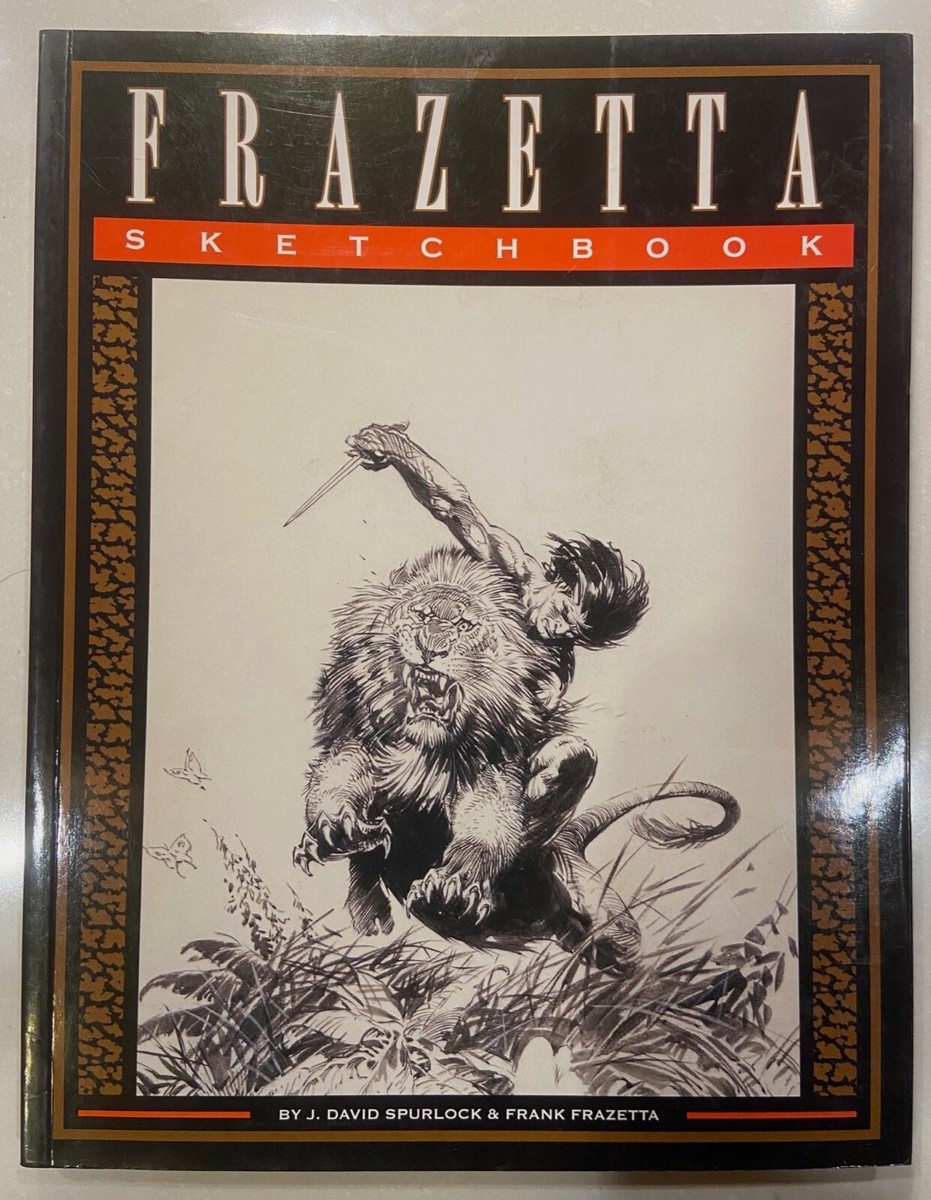 FRAZETTA
SKETCHBOOK
BY J. DAVID SPURLOCK & FRANK FRAZETTA